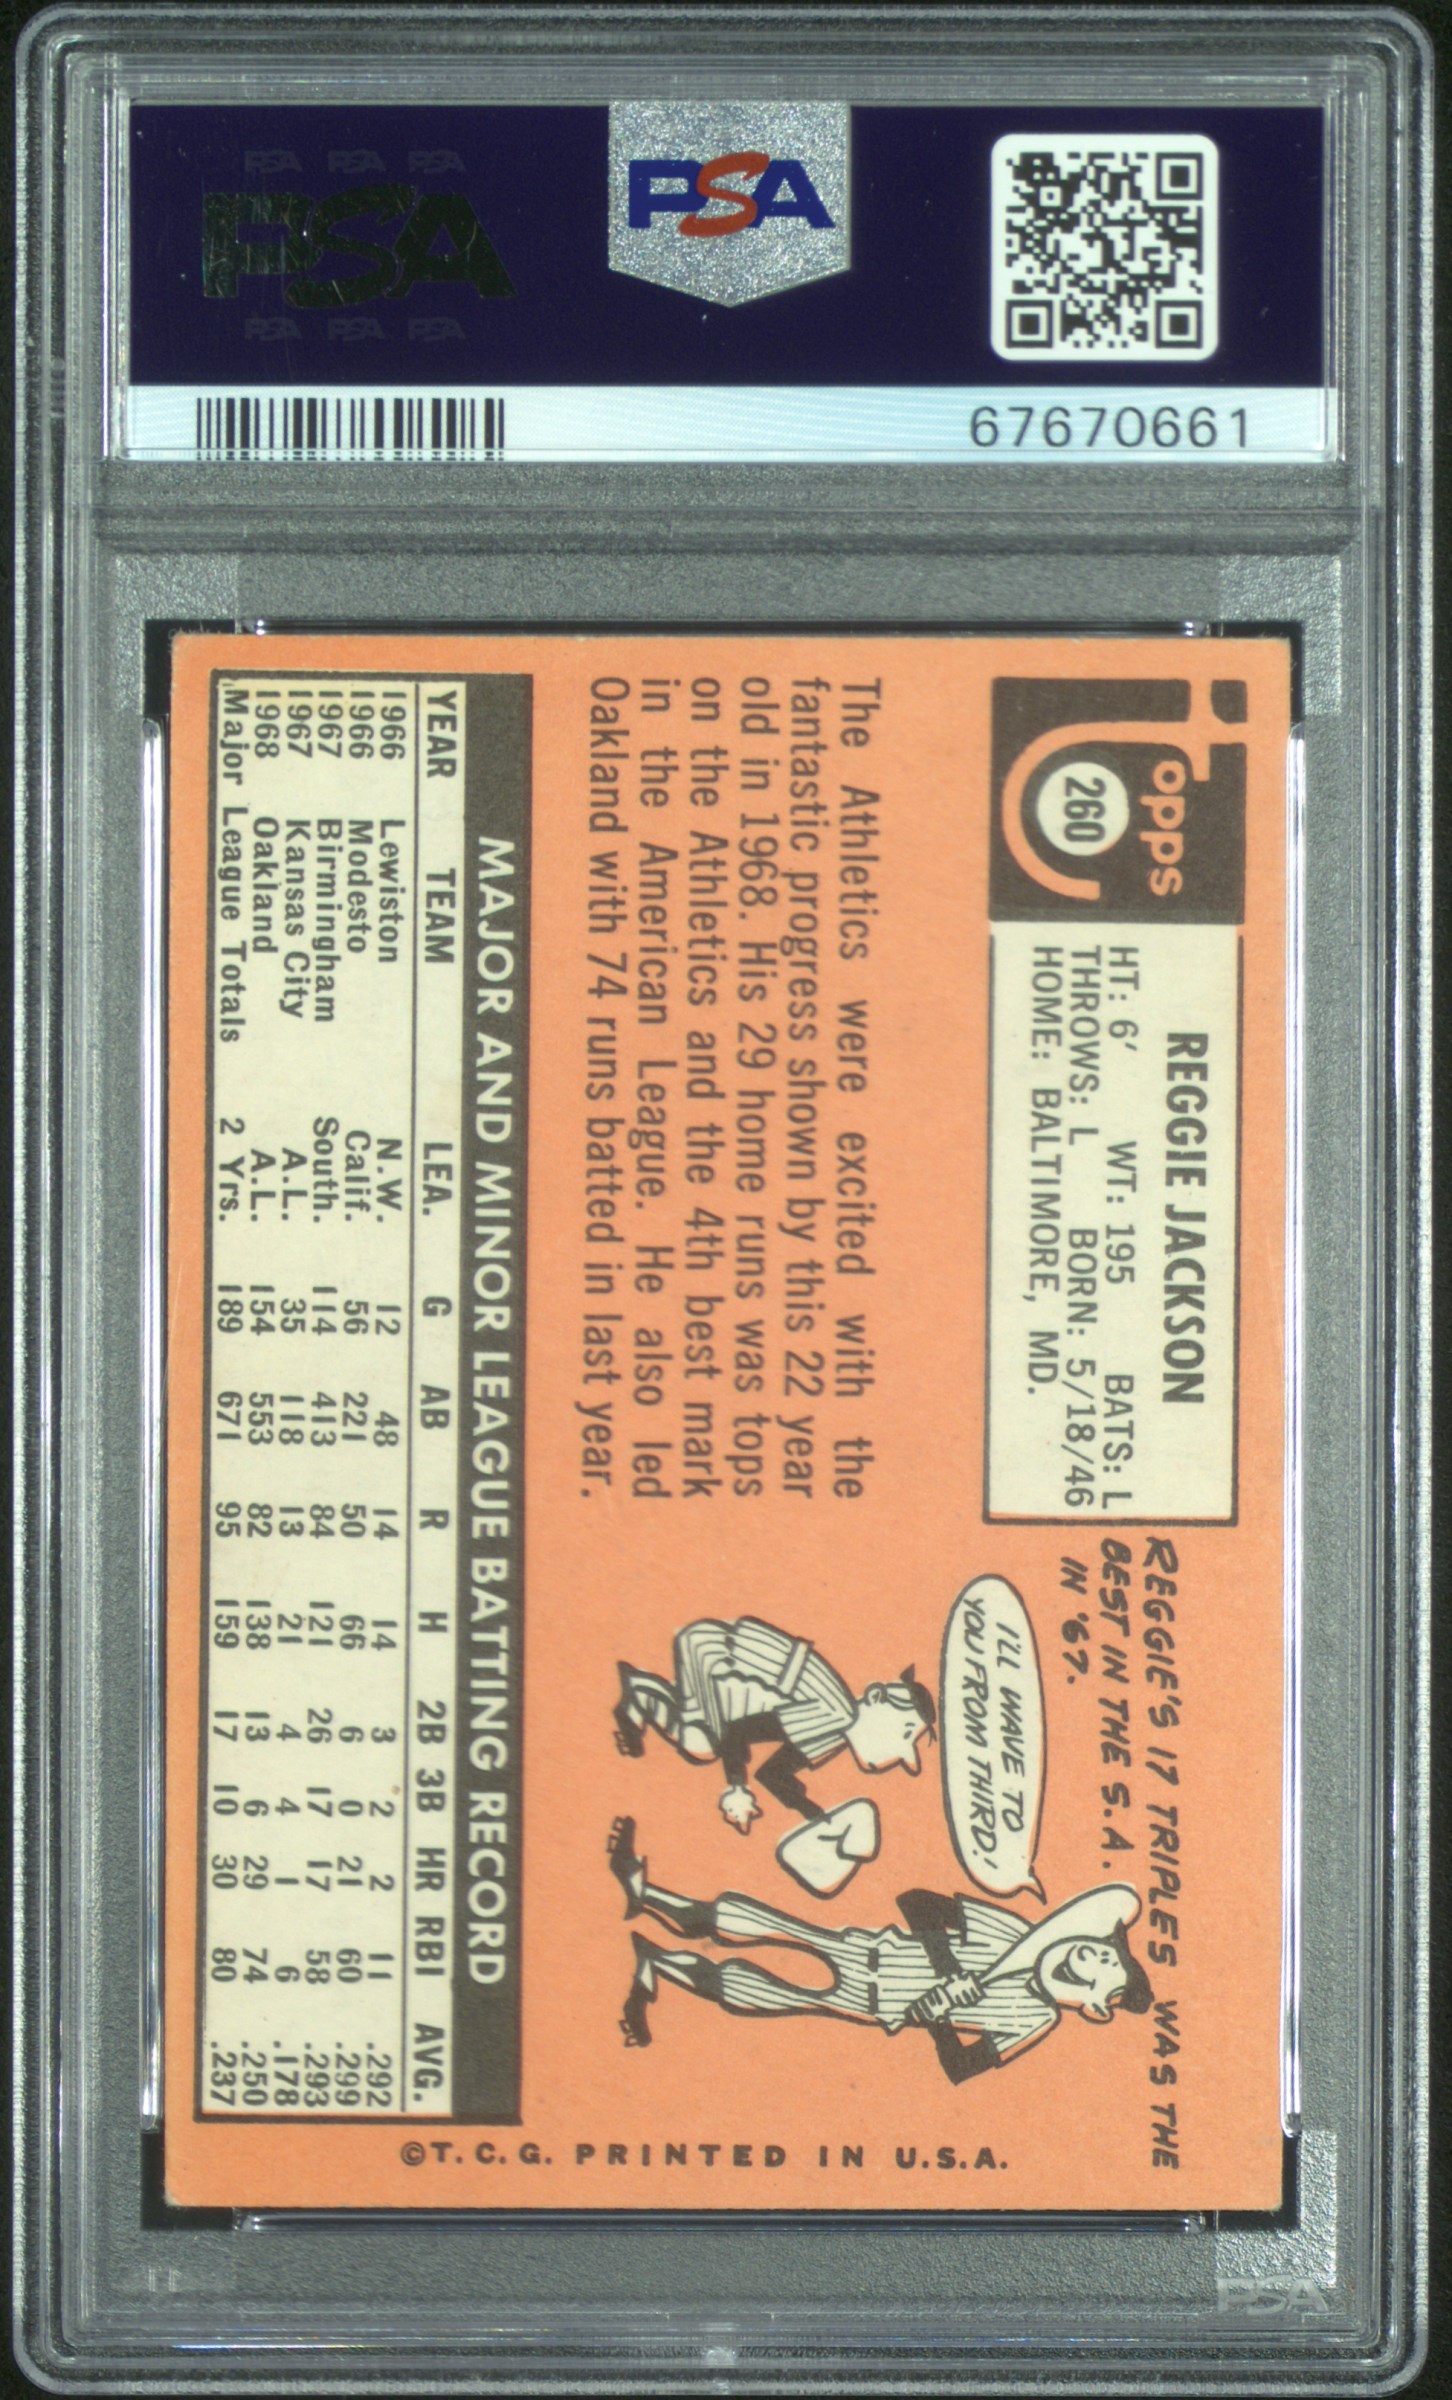 PSA PSA PSA
PSA
PSA PSA PSA
PSA
67670661
Topps
260
REGGIE JACKSON
HT: 6' WT: 195 BATS: L
THROWS: L BORN: 5/18/46
HOME: BALTIMORE, MD.
REGGIE'S 17 TRIPLES WAS THE
BEST IN THE S.A.
IN '67.
I'LL WAVE TO
YOU FROM THIRD!
The Athletics were excited with the
fantastic progress shown by this 22 year
old in 1968. His 29 home runs was tops
on the Athletics and the 4th best mark
in the American League. He also led
Oakland with 74 runs batted in last year.
MAJOR AND MINOR LEAGUE BATTING RECORD
YEAR TEAM LEA. G AB R H 2B 3B HR RBI AVG.
1966 Lewiston N.W. 12 48 14 14 3 2 2 11 .292
1966 Modesto Calif. 56 221 50 66 6 0 21 60 .299
1967 Birmingham South. 114 413 84 121 26 17 17 58 .293
1967 Kansas City A.L. 35 118 13 21 4 4 1 6 .178
1968 Oakland A.L. 154 553 82 138 13 6 29 74 .250
Major League Totals 2 Yrs. 189 671 95 159 17 10 30 80 .237
©T.C.G. PRINTED IN U.S.A.
PSA